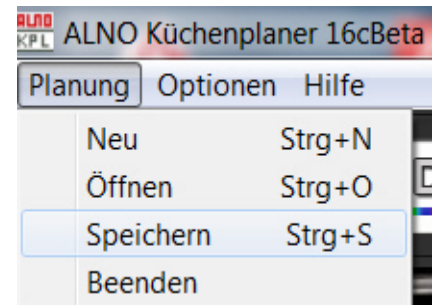 ALNO KPL ALNO Küchenplaner 16cBeta
Planung Optionen Hilfe
Neu Strg+N
Öffnen Strg+O
Speichern Strg+S
Beenden